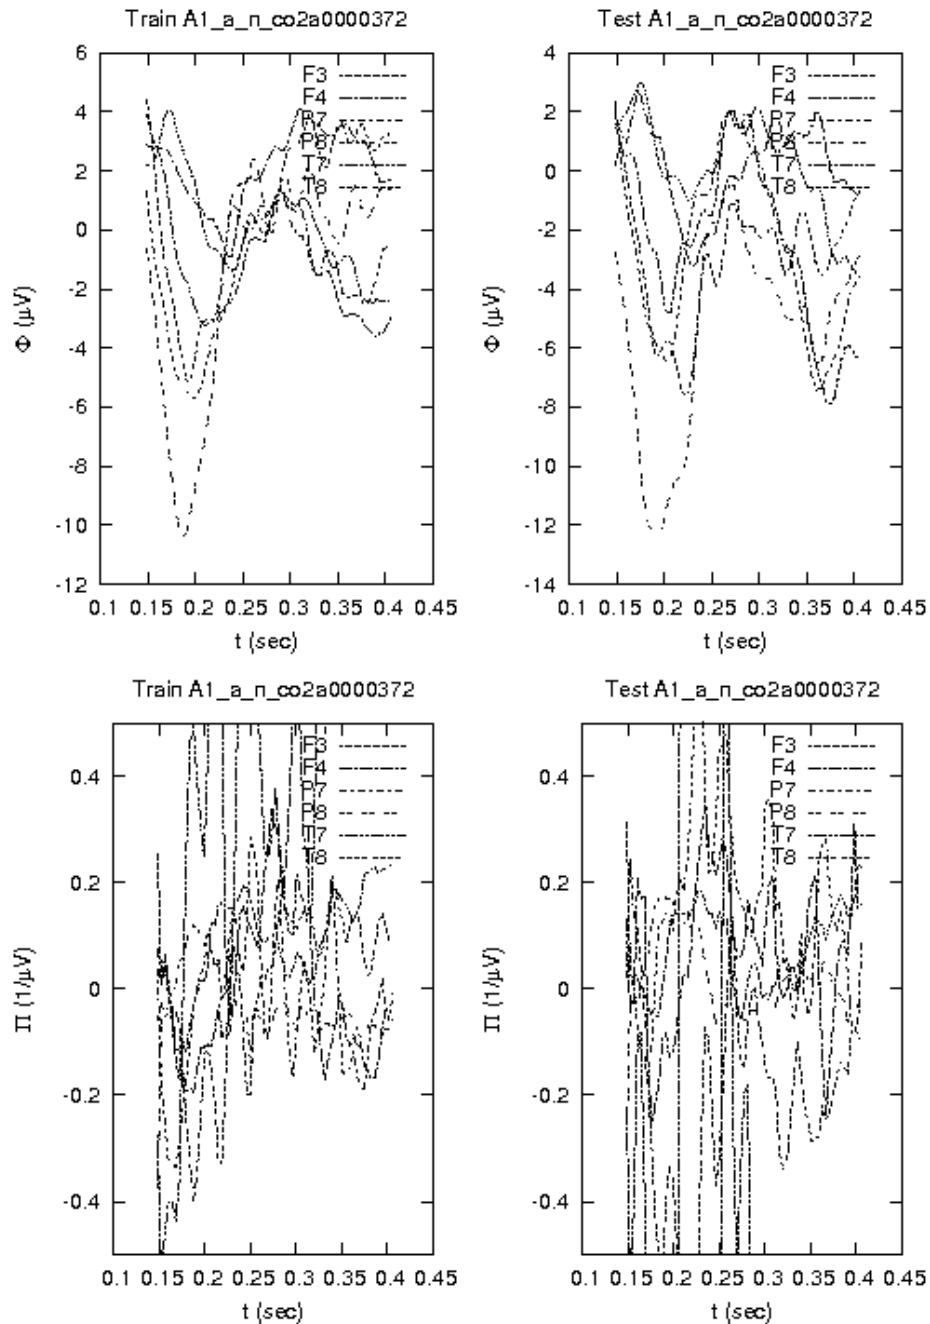 Train A1_a_n_co2a0000372
Φ (μV)
6
4
2
0
-2
-4
-6
-8
-10
-12
F3
F4
P7
P8
T7
T8
0.1 0.15 0.2 0.25 0.3 0.35 0.4 0.45
t (sec)
Test A1_a_n_co2a0000372
Φ (μV)
4
2
0
-2
-4
-6
-8
-10
-12
-14
F3
F4
P7
P8
T7
T8
0.1 0.15 0.2 0.25 0.3 0.35 0.4 0.45
t (sec)
Train A1_a_n_co2a0000372
Π (1/μV)
0.4
0.2
0
-0.2
-0.4
F3
F4
P7
P8
T7
T8
0.1 0.15 0.2 0.25 0.3 0.35 0.4 0.45
t (sec)
Test A1_a_n_co2a0000372
Π (1/μV)
0.4
0.2
0
-0.2
-0.4
F3
F4
P7
P8
T7
T8
0.1 0.15 0.2 0.25 0.3 0.35 0.4 0.45
t (sec)